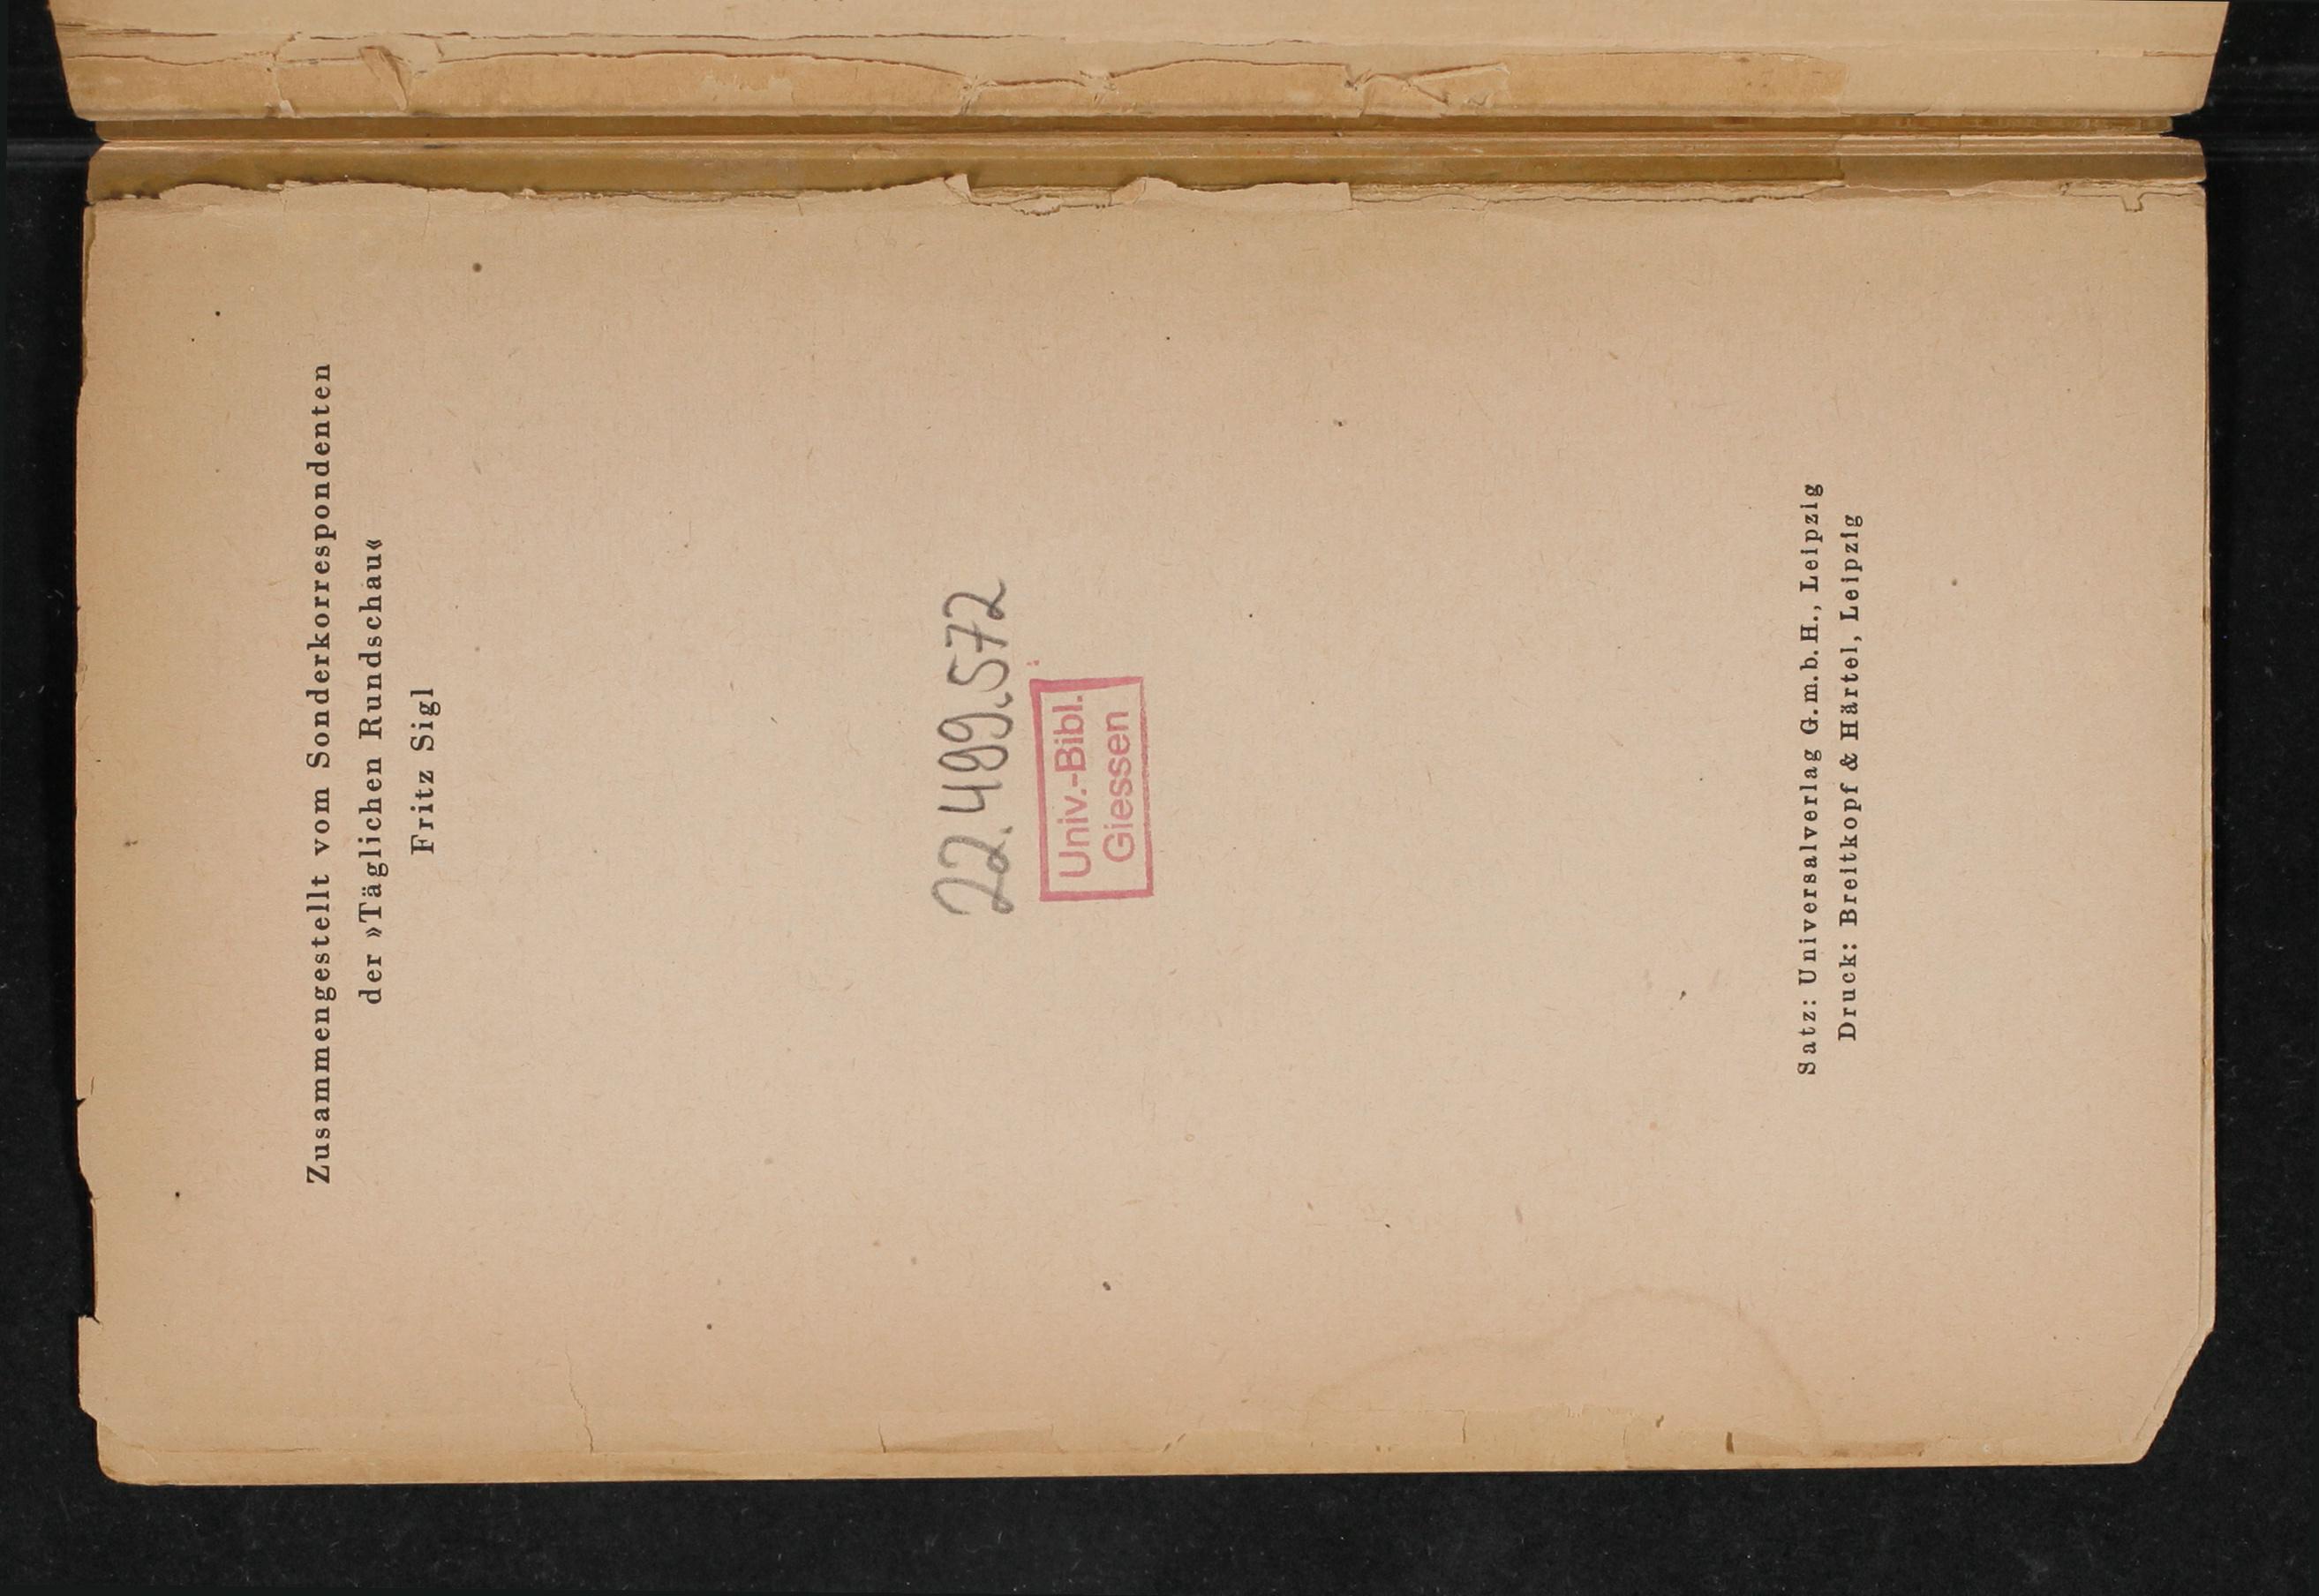 Zusammengestellt vom Sonderkorrespondenten
der »Täglichen Rundschau«
Fritz Sigl
22.499.572
Univ.-Bibl.
Giessen
Satz: Universalverlag G.m.b.H., Leipzig
Druck: Breitkopf & Härtel, Leipzig